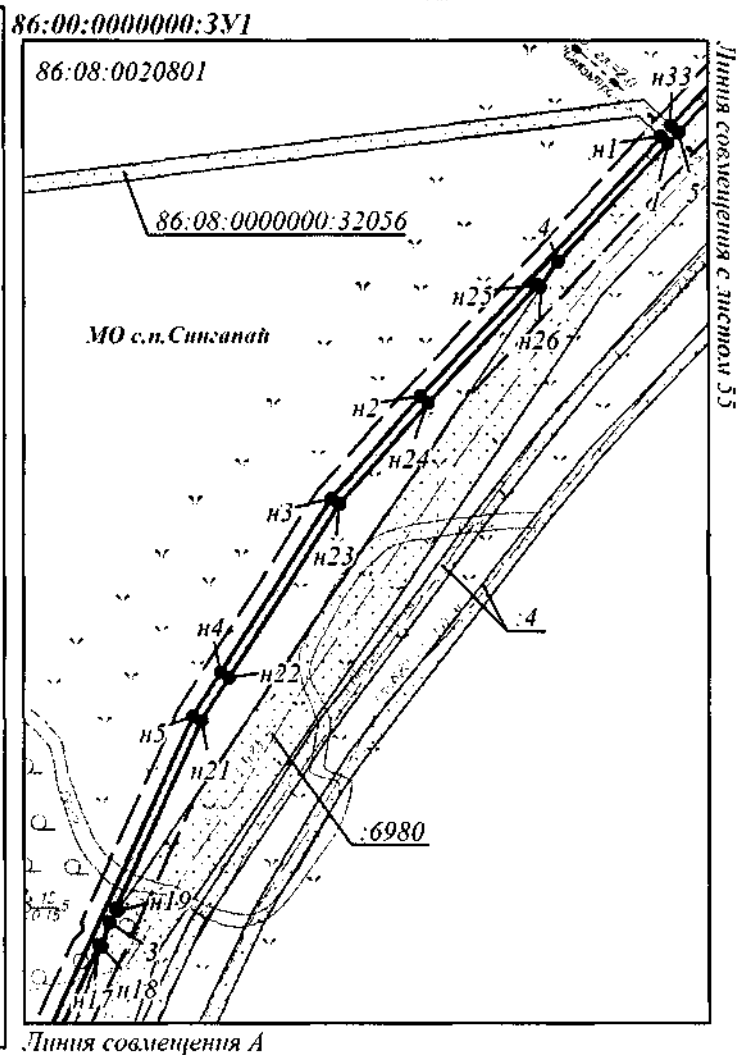 86:00:0000000:ЗУ1
86:08:0020801
н33
н1
d
5
86:08:0000000:32056
4
н25
н26
МО с.п.Сингапай
н2
н24
н3
н23
:4
н4
н22
н5
н21
:6980
н19
3
н17
н18
Линия совмещения с листом 55
Линия совмещения А